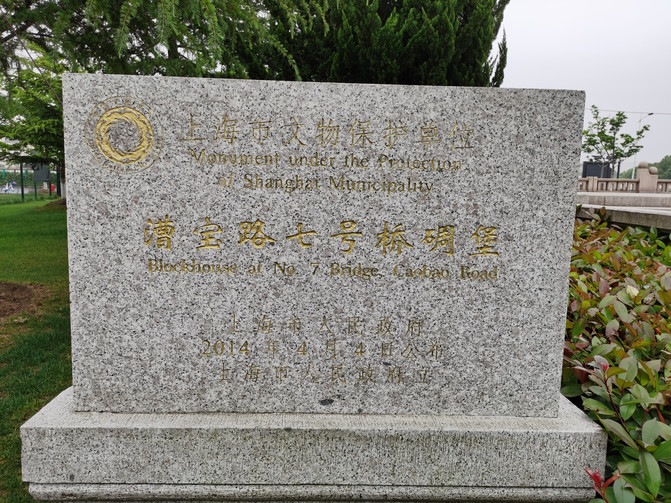 上海市文物保护单位
Monument under the Protection
of Shanghai Municipality
漕宝路七号桥碉堡
Blockhouse at No. 7 Bridge, Caobao Road
上海市人民政府
2014年4月4日公布
上海市人民政府立